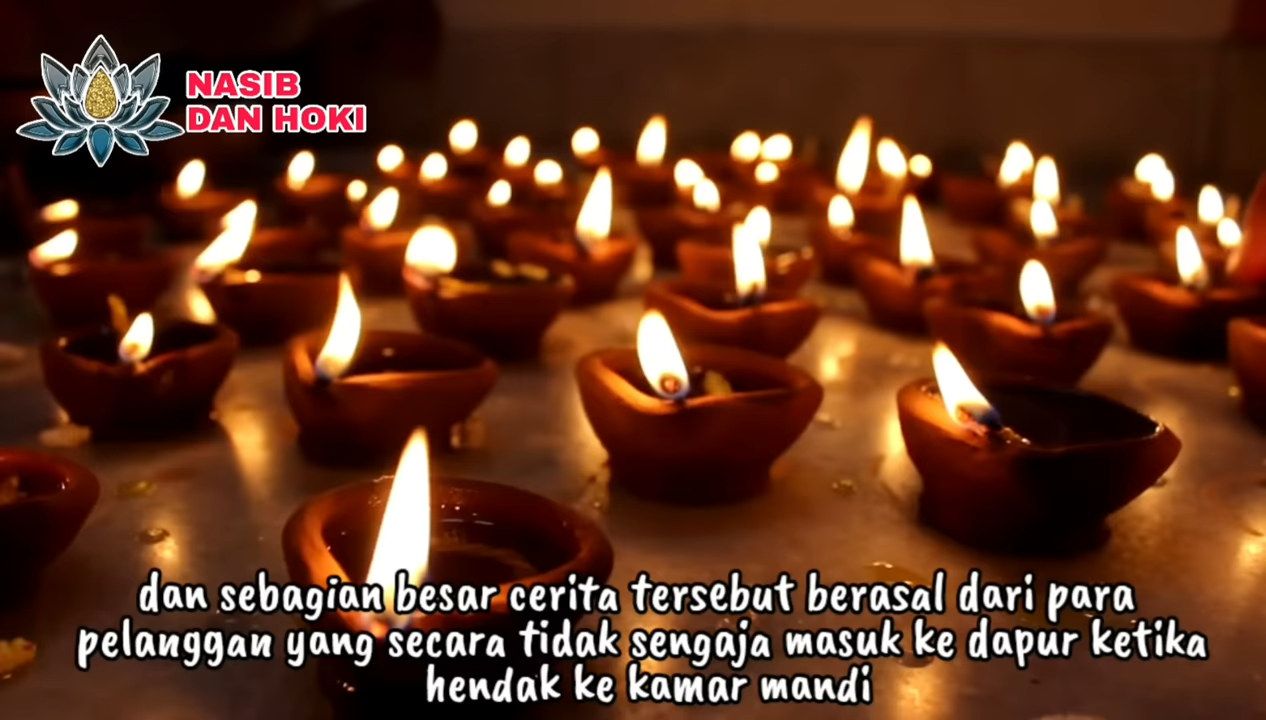 NASIB
DAN HOKI
dan sebagian besar cerita tersebut berasal dari para
pelanggan yang secara tidak sengaja masuk ke dapur ketika
hendak ke kamar mandi